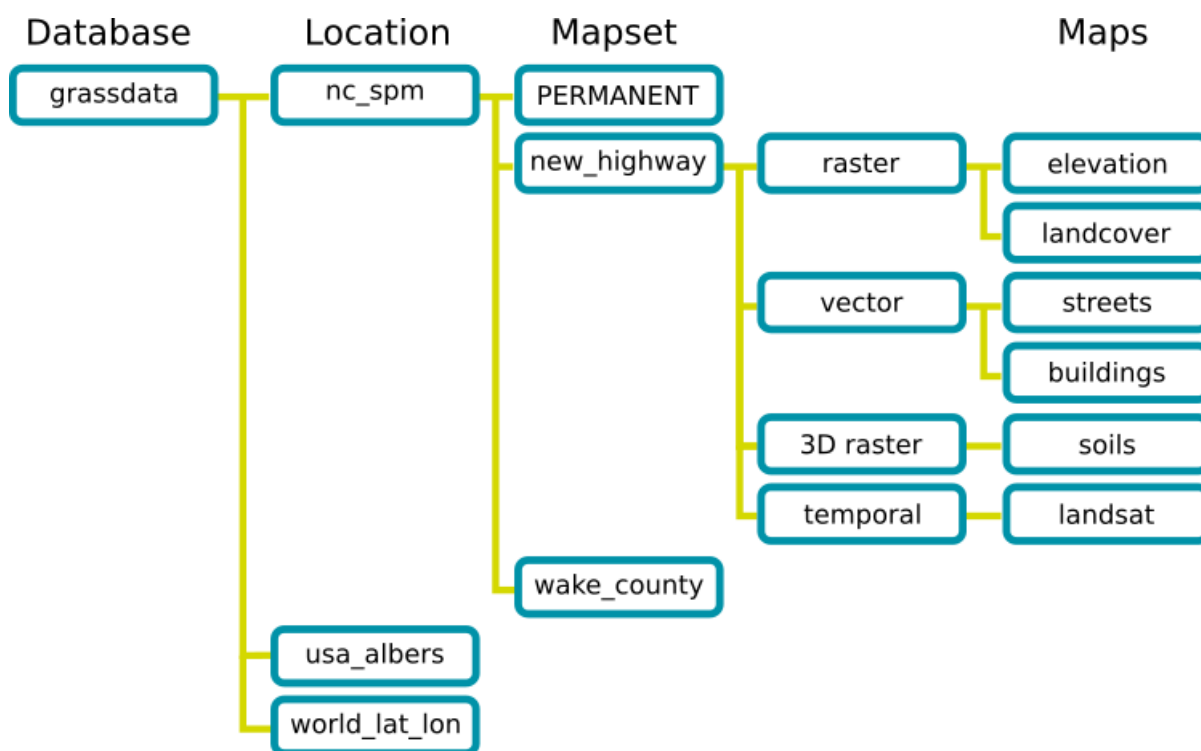 Database Location Mapset Maps
grassdata nc_spm PERMANENT
new_highway raster elevation
landcover
vector streets
buildings
3D raster soils
temporal landsat
wake_county
usa_albers
world_lat_lon